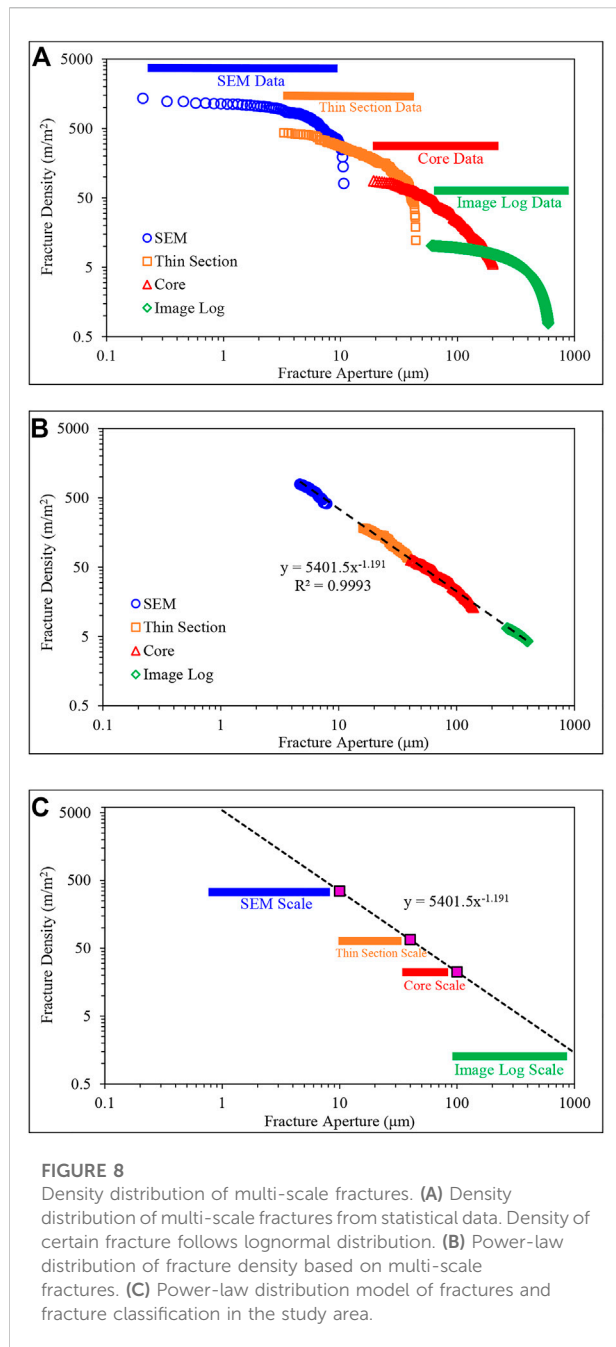 A
5000
500
50
5
0.5
Fracture Density (m/m²)
SEM Data
Thin Section Data
Core Data
Image Log Data
SEM
Thin Section
Core
Image Log
0.1 1 10 100 1000
Fracture Aperture (μm)
B
5000
500
50
5
0.5
Fracture Density (m/m²)
y = 5401.5x^-1.191
R² = 0.9993
SEM
Thin Section
Core
Image Log
0.1 1 10 100 1000
Fracture Aperture (μm)
C
5000
500
50
5
0.5
Fracture Density (m/m²)
SEM Scale
y = 5401.5x^-1.191
Thin Section Scale
Core Scale
Image Log Scale
0.1 1 10 100 1000
Fracture Aperture (μm)
FIGURE 8
Density distribution of multi-scale fractures. (A) Density
distribution of multi-scale fractures from statistical data. Density of
certain fracture follows lognormal distribution. (B) Power-law
distribution of fracture density based on multi-scale
fractures. (C) Power-law distribution model of fractures and
fracture classification in the study area.